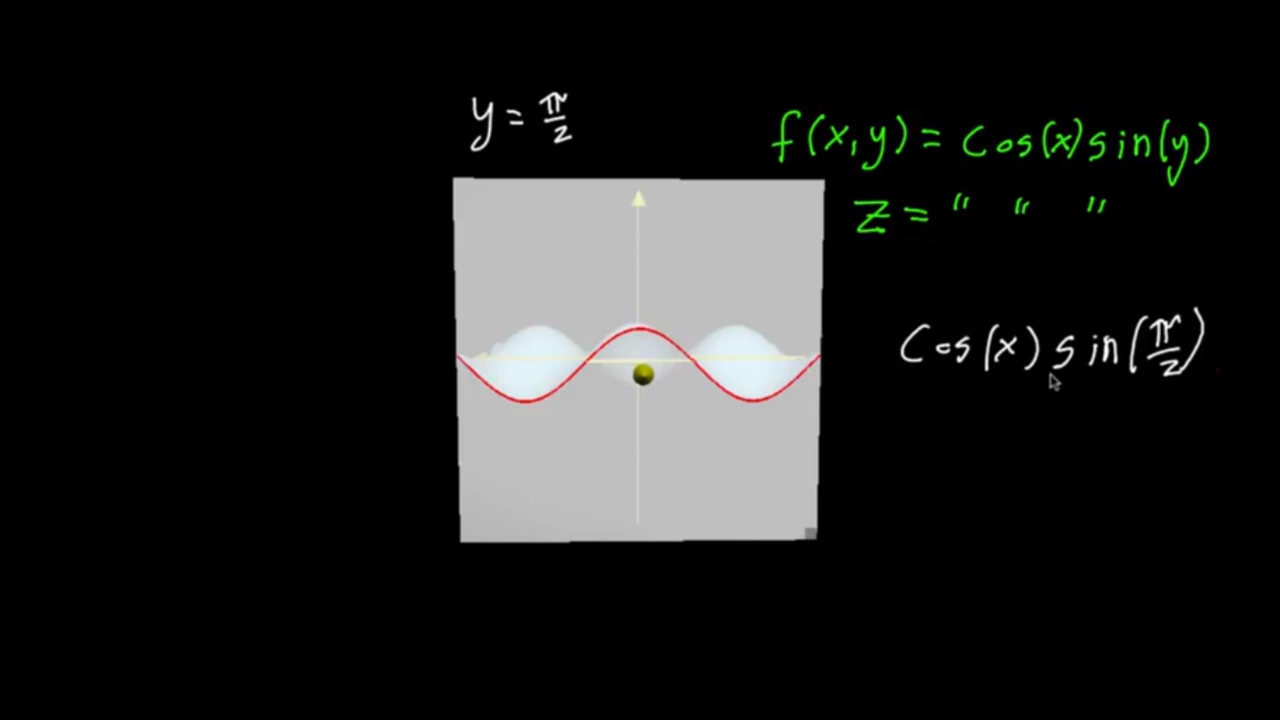 y = π/2
f(x,y) = Cos(x)sin(y)
z = " " "
Cos(x) sin(π/2)